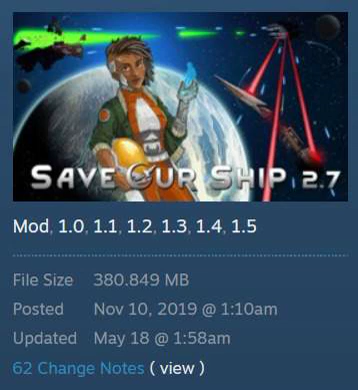 SAVE OUR SHIP 2.7
Mod, 1.0, 1.1, 1.2, 1.3, 1.4, 1.5
File Size 380.849 MB
Posted Nov 10, 2019 @ 1:10am
Updated May 18 @ 1:58am
62 Change Notes ( view )